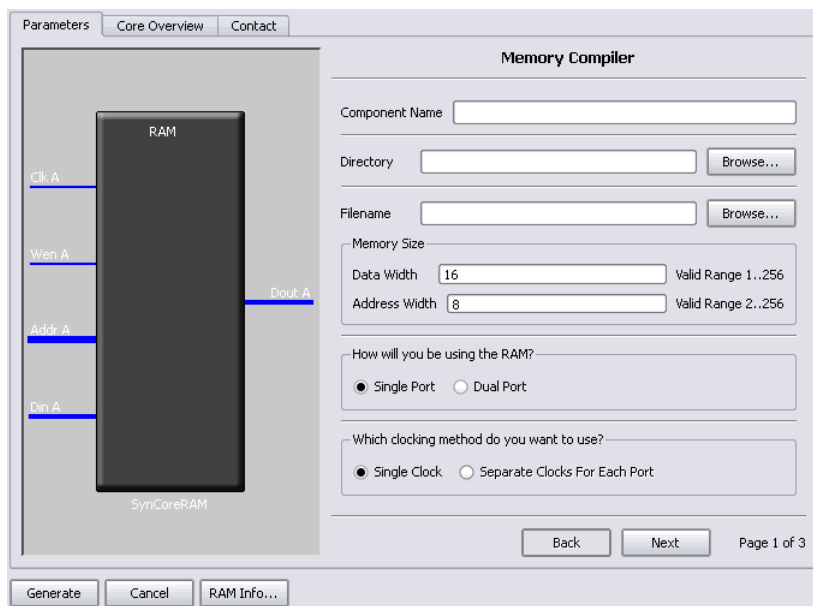 Parameters
Core Overview
Contact
RAM
Clk A
Wen A
Addr A
Din A
Dout A
SynCoreRAM
Memory Compiler
Component Name
Directory
Browse...
Filename
Browse...
Memory Size
Data Width 16 Valid Range 1..256
Address Width 8 Valid Range 2..256
How will you be using the RAM?
Single Port Dual Port
Which clocking method do you want to use?
Single Clock Separate Clocks For Each Port
Back Next Page 1 of 3
Generate Cancel RAM Info...